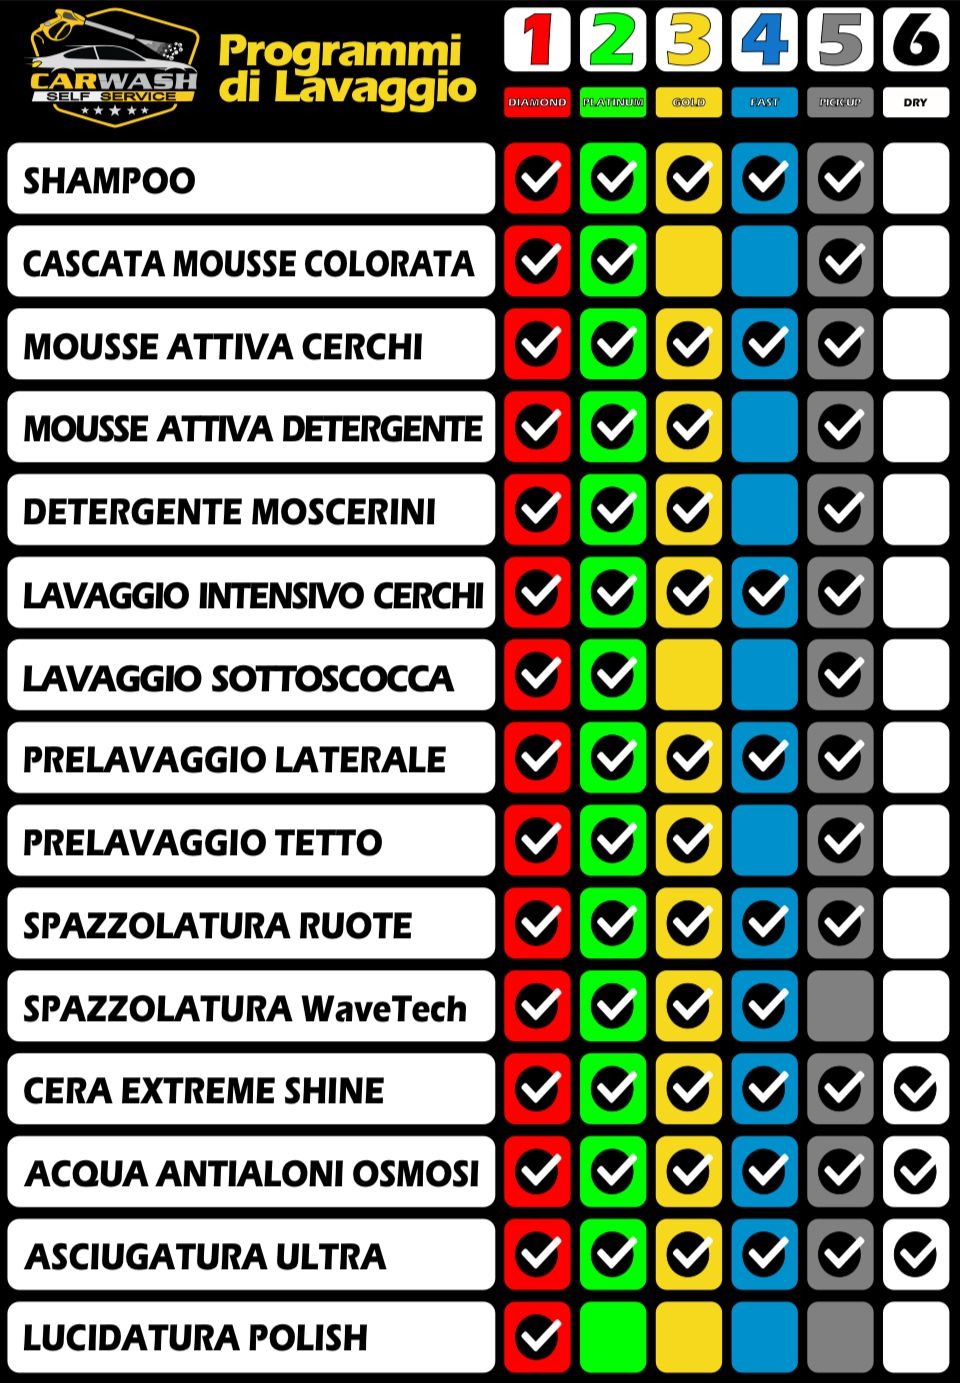 CARWASH
SELF SERVICE
Programmi
di Lavaggio
1 2 3 4 5 6
DIAMOND PLATINUM GOLD FAST PICKUP DRY
SHAMPOO
CASCATA MOUSSE COLORATA
MOUSSE ATTIVA CERCHI
MOUSSE ATTIVA DETERGENTE
DETERGENTE MOSCERINI
LAVAGGIO INTENSIVO CERCHI
LAVAGGIO SOTTOSCOCCA
PRELAVAGGIO LATERALE
PRELAVAGGIO TETTO
SPAZZOLATURA RUOTE
SPAZZOLATURA WaveTech
CERA EXTREME SHINE
ACQUA ANTIALONI OSMOSI
ASCIUGATURA ULTRA
LUCIDATURA POLISH